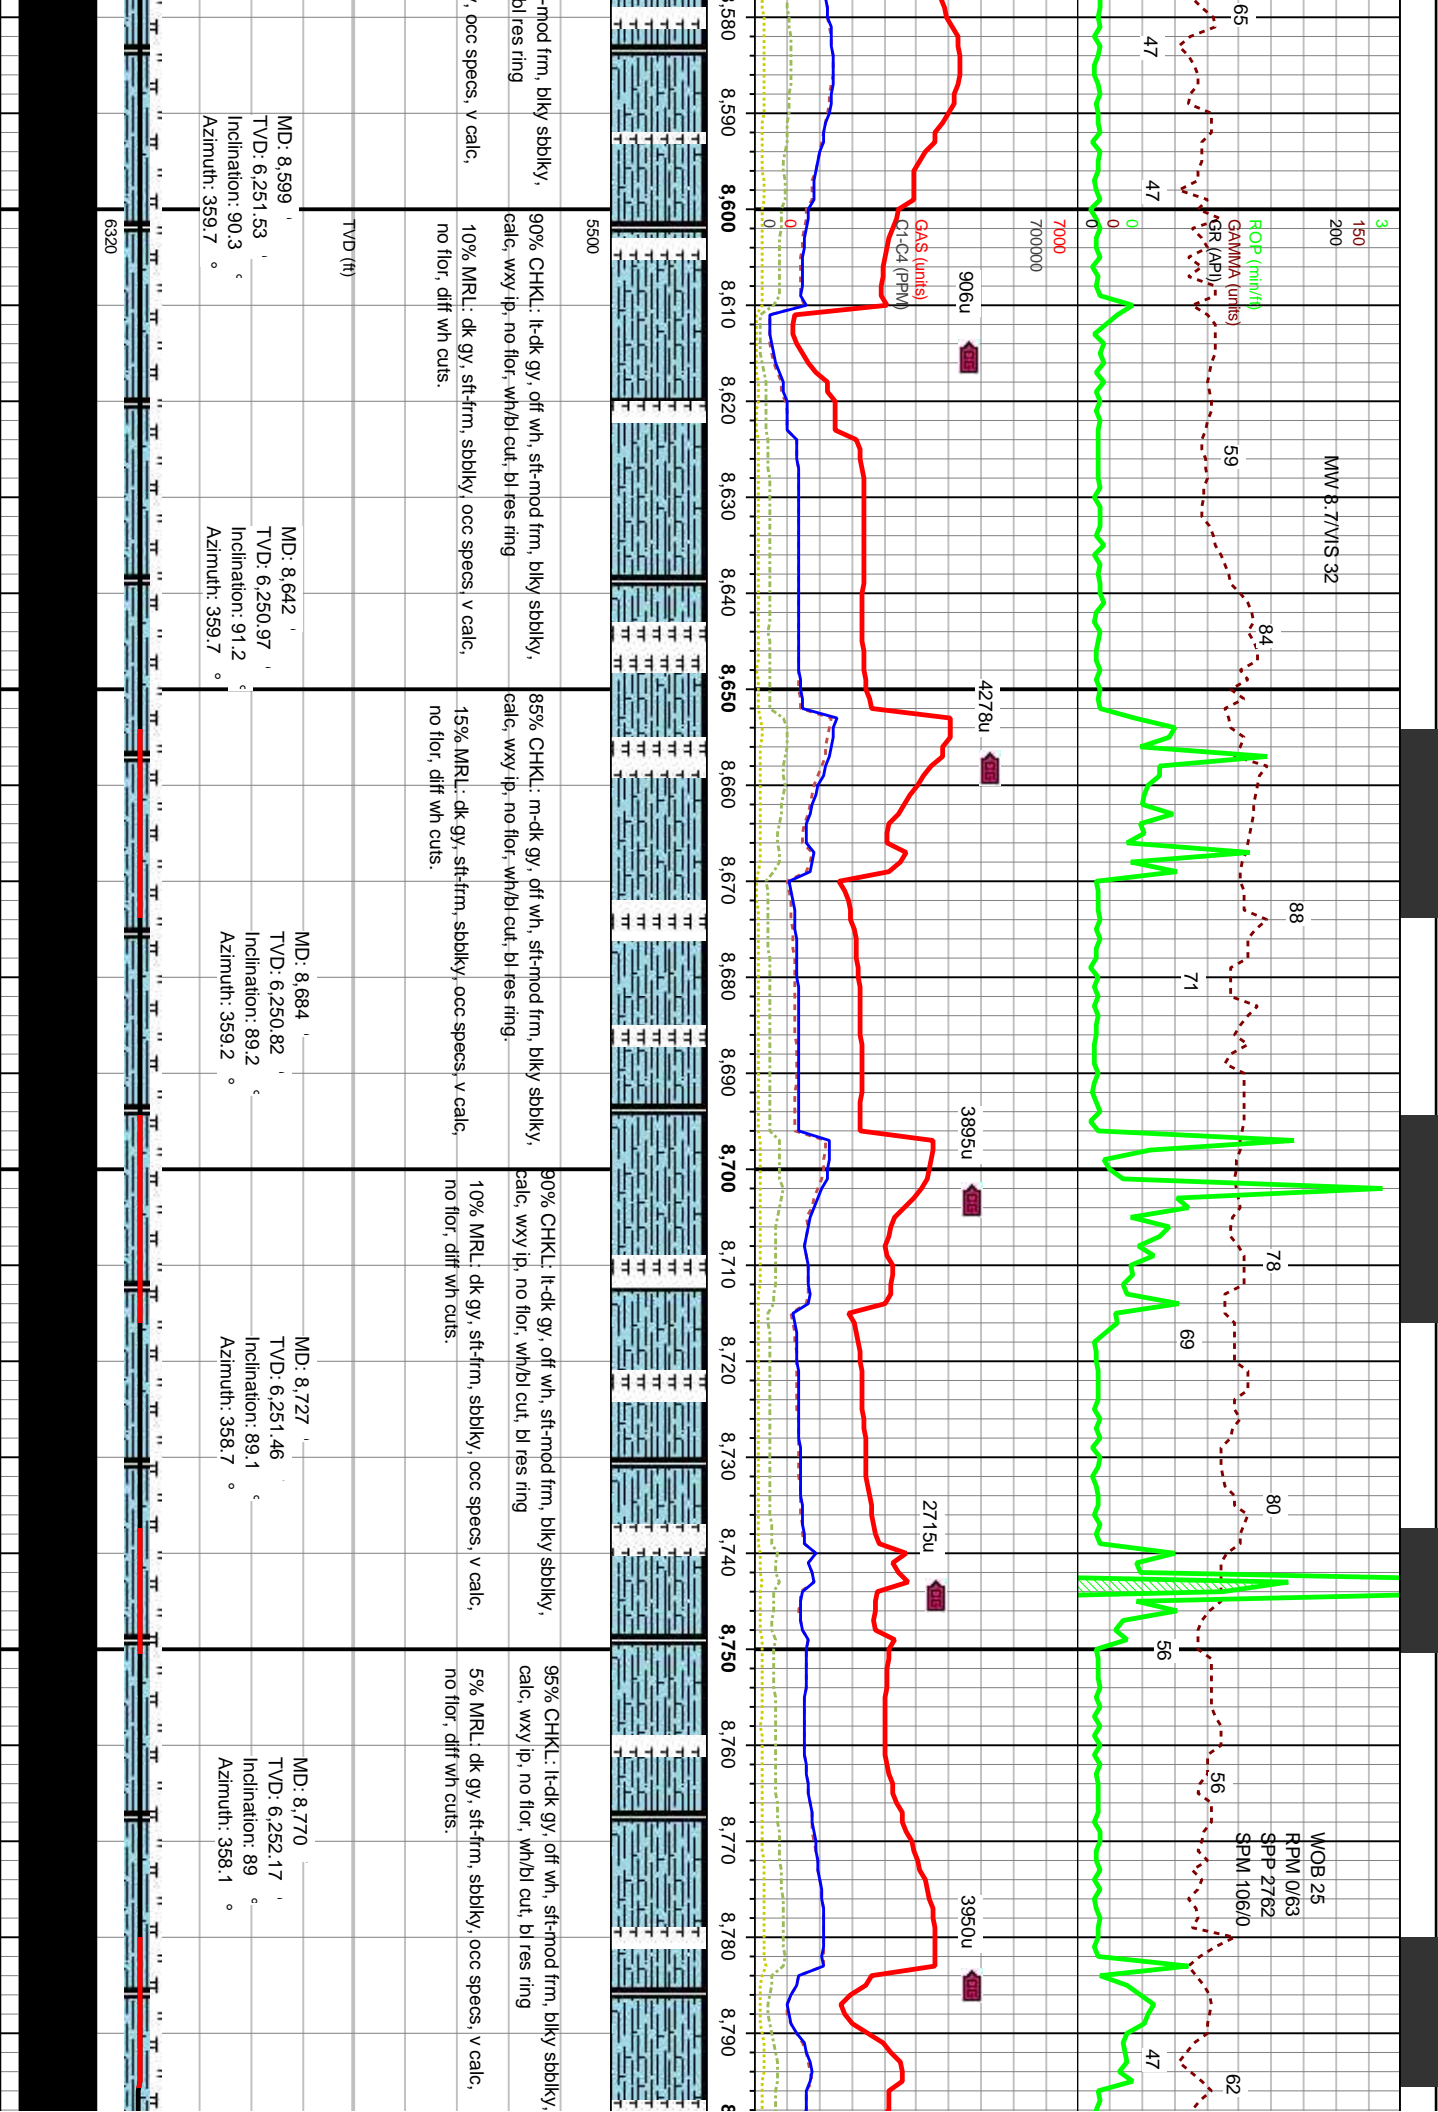 65
47
47
59
84
88
71
78
69
80
56
56
47
62
MW 8.7/VIS 32
WOB 25
RPM 0/63
SPP 2762
SPM 106/0
3
150
200
ROP (min/ft)
GAMMA (units)
GR (API)
0
0
0
7000
70000
GAS (units)
C1-C4 (PPM)
0
0
906u
4278u
3895u
2715u
3950u
8,580
8,590
8,600
8,610
8,620
8,630
8,640
8,650
8,660
8,670
8,680
8,690
8,700
8,710
8,720
8,730
8,740
8,750
8,760
8,770
8,780
8,790
5500
TVD (ft)
6320
-mod frm, blky sbblky,
bl res ring
, occ specs, v calc,
90% CHKL: lt-dk gy, off wh, sft-mod frm, blky sbblky,
calc, wxy ip, no flor, wh/bl cut, bl res ring
10% MRL: dk gy, sft-frm, sbblky, occ specs, v calc,
no flor, diff wh cuts.
85% CHKL: m-dk gy, off wh, sft-mod frm, blky sbblky,
calc, wxy ip, no flor, wh/bl cut, bl res ring.
15% MRL: dk gy, sft-frm, sbblky, occ specs, v calc,
no flor, diff wh cuts.
90% CHKL: lt-dk gy, off wh, sft-mod frm, blky sbblky,
calc, wxy ip, no flor, wh/bl cut, bl res ring
10% MRL: dk gy, sft-frm, sbblky, occ specs, v calc,
no flor, diff wh cuts.
95% CHKL: lt-dk gy, off wh, sft-mod frm, blky sbblky,
calc, wxy ip, no flor, wh/bl cut, bl res ring
5% MRL: dk gy, sft-frm, sbblky, occ specs, v calc,
no flor, diff wh cuts.
MD: 8,599 '
TVD: 6,251.53 '
Inclination: 90.3 °
Azimuth: 359.7 °
MD: 8,642 '
TVD: 6,250.97 '
Inclination: 91.2 °
Azimuth: 359.7 °
MD: 8,684 '
TVD: 6,250.82 '
Inclination: 89.2 °
Azimuth: 359.2 °
MD: 8,727 '
TVD: 6,251.46 '
Inclination: 89.1 °
Azimuth: 358.7 °
MD: 8,770 '
TVD: 6,252.17 '
Inclination: 89 °
Azimuth: 358.1 °